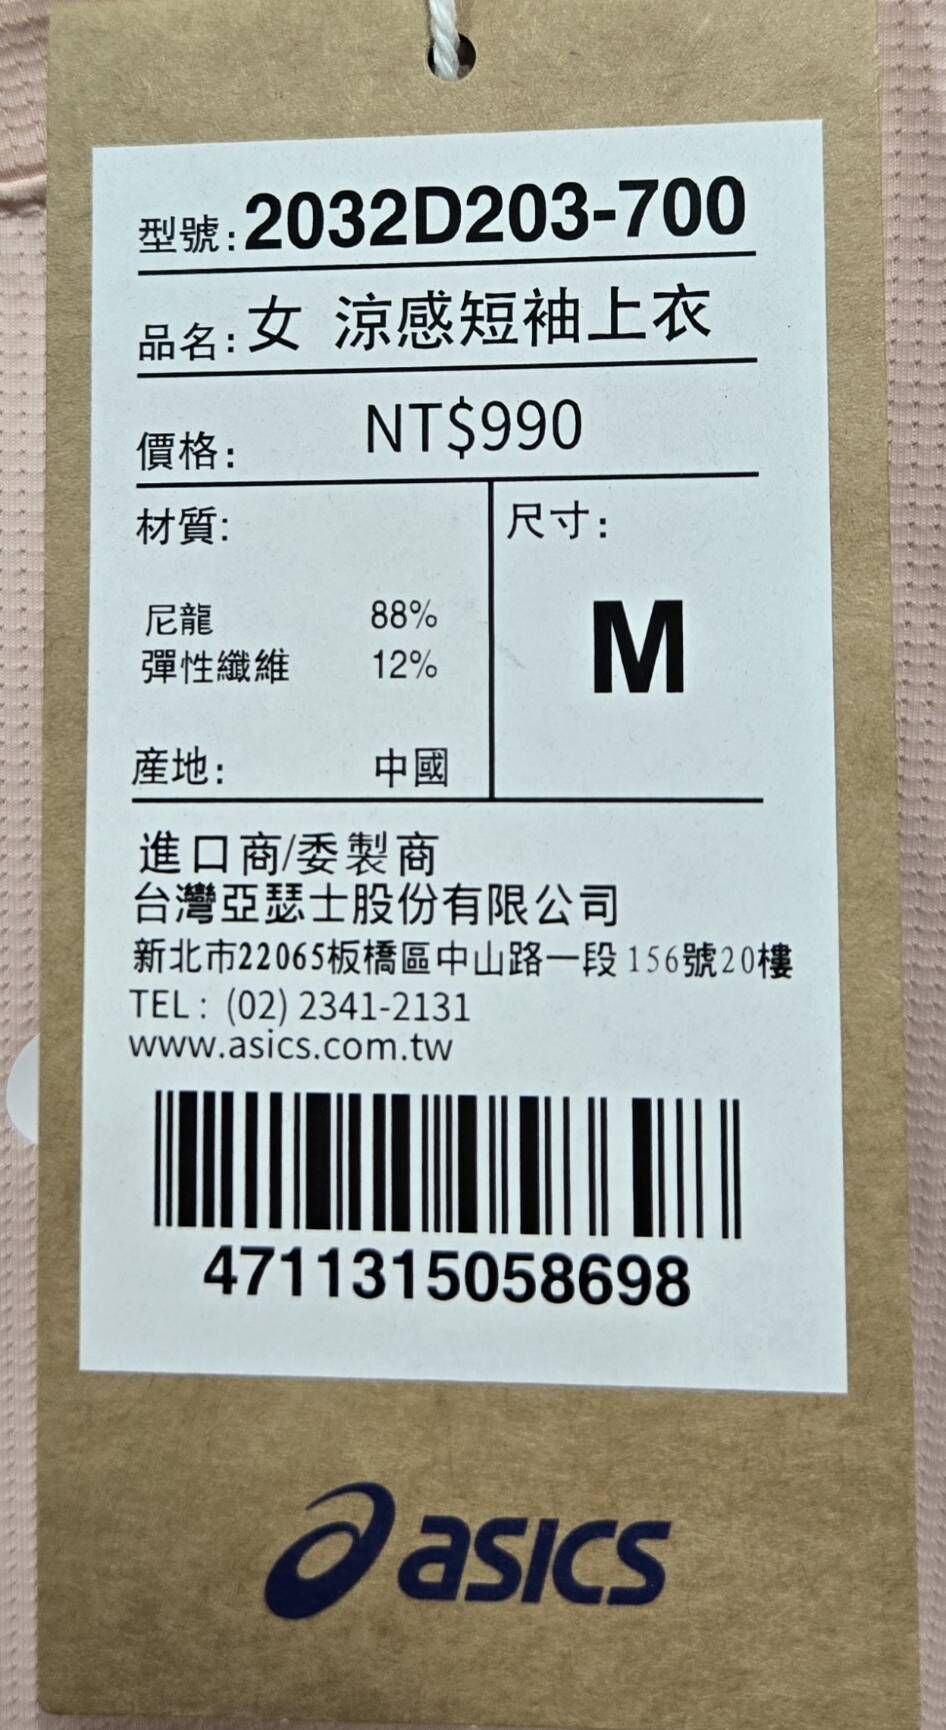 型號:2032D203-700
品名:女 涼感短袖上衣
價格: NT$990
材質:
尼龍 88%
彈性纖維 12%
産地: 中國
尺寸:
M
進口商/委製商
台灣亞瑟士股份有限公司
新北市22065板橋區中山路一段156號20樓
TEL: (02) 2341-2131
www.asics.com.tw
4711315058698
asics